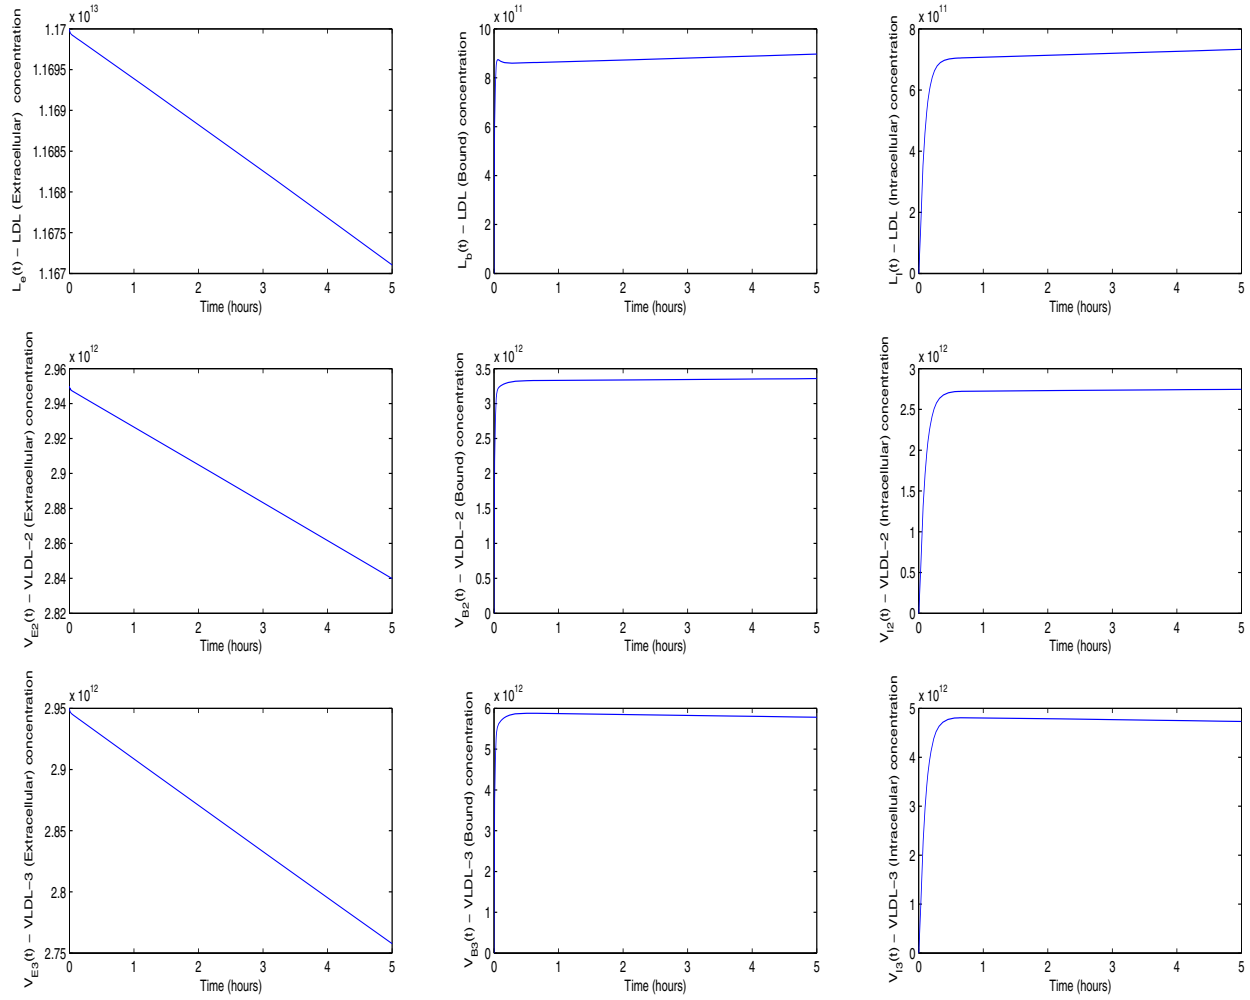 x 10^13
1.17
1.1695
1.169
1.1685
1.168
1.1675
1.167
0 1 2 3 4 5
Time (hours)
L_e(t) − LDL (Extracellular) concentration
x 10^11
10
8
6
4
2
0
0 1 2 3 4 5
Time (hours)
L_b(t) − LDL (Bound) concentration
x 10^11
8
6
4
2
0
0 1 2 3 4 5
Time (hours)
L_I(t) − LDL (Intracellular) concentration
x 10^12
2.96
2.94
2.92
2.9
2.88
2.86
2.84
2.82
0 1 2 3 4 5
Time (hours)
V_E2(t) − VLDL−2 (Extracellular) concentration
x 10^12
3.5
3
2.5
2
1.5
1
0.5
0
0 1 2 3 4 5
Time (hours)
V_B2(t) − VLDL−2 (Bound) concentration
x 10^12
3
2.5
2
1.5
1
0.5
0
0 1 2 3 4 5
Time (hours)
V_I2(t) − VLDL−2 (Intracellular) concentration
x 10^12
2.95
2.9
2.85
2.8
2.75
0 1 2 3 4 5
Time (hours)
V_E3(t) − VLDL−3 (Extracellular) concentration
x 10^12
6
5
4
3
2
1
0
0 1 2 3 4 5
Time (hours)
V_B3(t) − VLDL−3 (Bound) concentration
x 10^12
5
4
3
2
1
0
0 1 2 3 4 5
Time (hours)
V_I3(t) − VLDL−3 (Intracellular) concentration